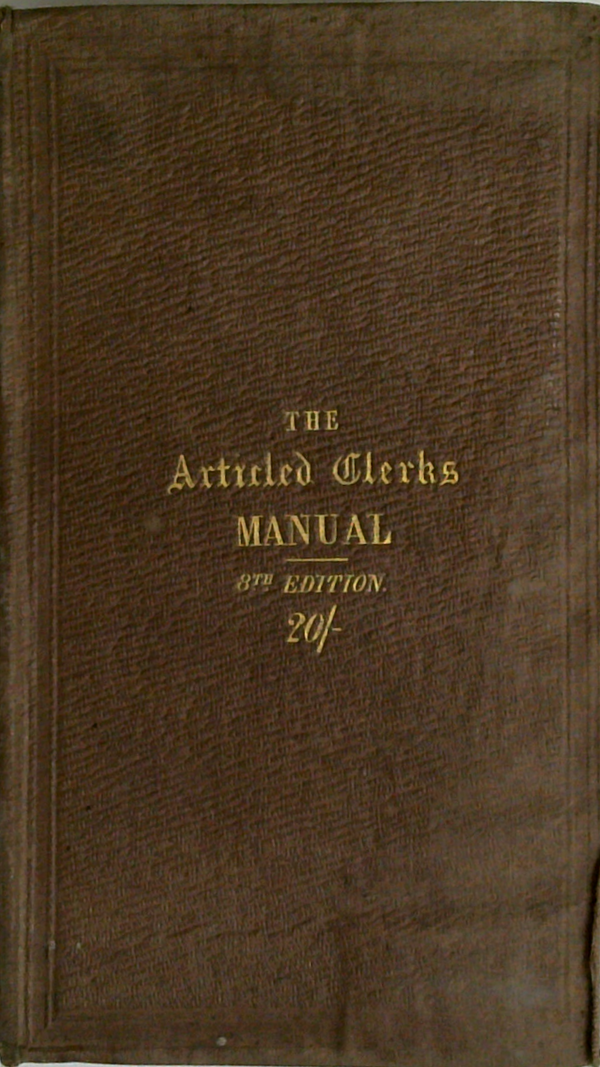 THE
Articled Clerks
MANUAL
8TH EDITION.
20/-